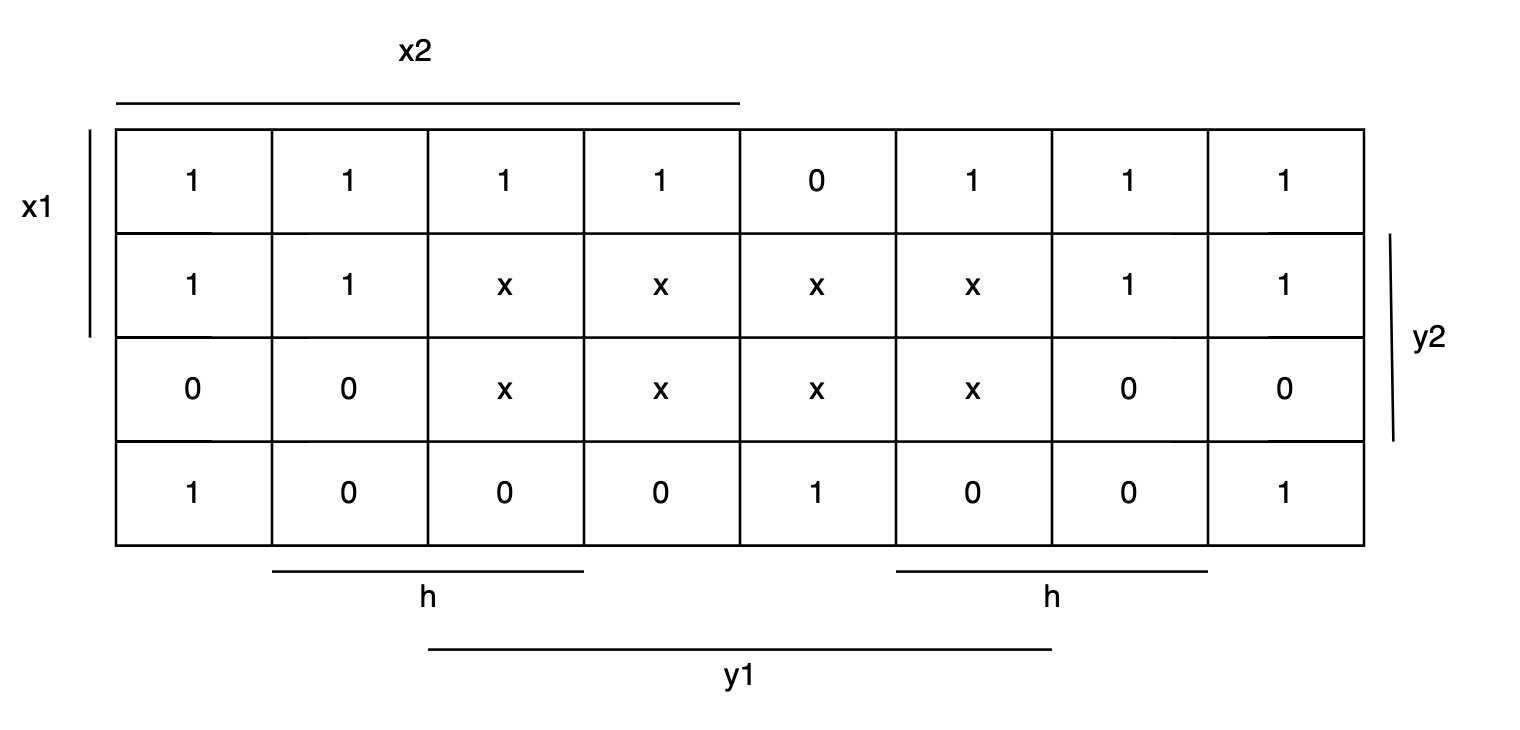 x2
x1
1 1 1 1 0 1 1 1
1 1 x x x x 1 1
y2
0 0 x x x x 0 0
1 0 0 0 1 0 0 1
h h
y1